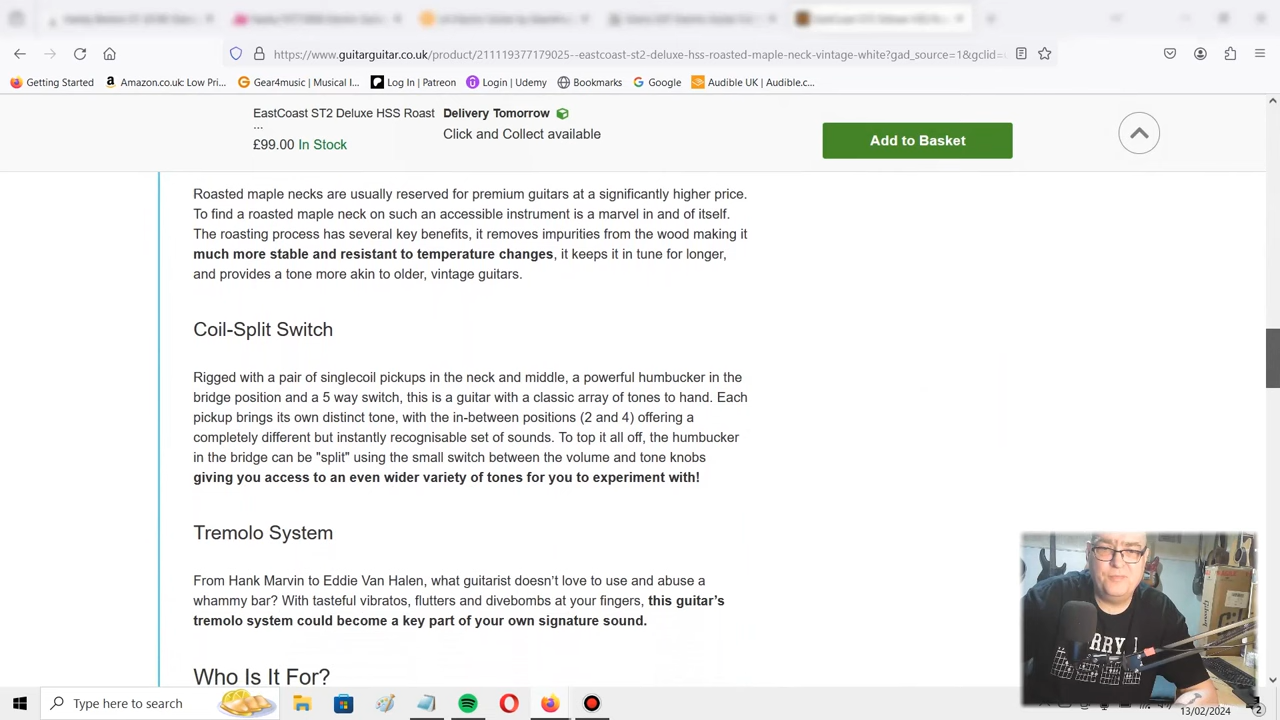 https://www.guitarguitar.co.uk/product/211119377179025--eastcoast-st2-deluxe-hss-roasted-maple-neck-vintage-white?gad_source=1&gclid=
Getting Started Amazon.co.uk: Low Pri... Gear4music | Musical I... Log In | Patreon Login | Udemy Bookmarks Google Audible UK | Audible.c...
EastCoast ST2 Deluxe HSS Roast
...
£99.00 In Stock
Delivery Tomorrow
Click and Collect available
Add to Basket
Roasted maple necks are usually reserved for premium guitars at a significantly higher price.
To find a roasted maple neck on such an accessible instrument is a marvel in and of itself.
The roasting process has several key benefits, it removes impurities from the wood making it
much more stable and resistant to temperature changes, it keeps it in tune for longer,
and provides a tone more akin to older, vintage guitars.
Coil-Split Switch
Rigged with a pair of singlecoil pickups in the neck and middle, a powerful humbucker in the
bridge position and a 5 way switch, this is a guitar with a classic array of tones to hand. Each
pickup brings its own distinct tone, with the in-between positions (2 and 4) offering a
completely different but instantly recognisable set of sounds. To top it all off, the humbucker
in the bridge can be "split" using the small switch between the volume and tone knobs
giving you access to an even wider variety of tones for you to experiment with!
Tremolo System
From Hank Marvin to Eddie Van Halen, what guitarist doesn’t love to use and abuse a
whammy bar? With tasteful vibratos, flutters and divebombs at your fingers, this guitar’s
tremolo system could become a key part of your own signature sound.
Who Is It For?
Type here to search
13/02/2024
2